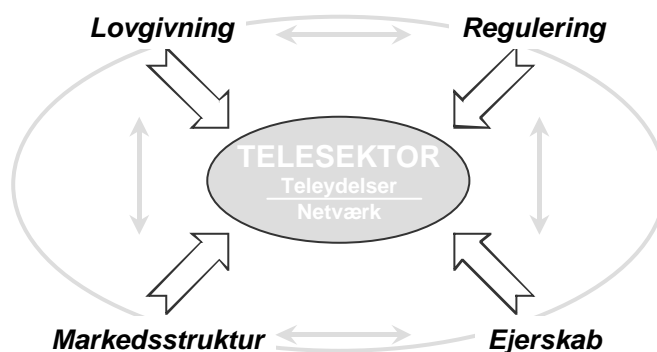 Lovgivning
Regulering
TELESEKTOR
Teleydelser
Netværk
Markedsstruktur
Ejerskab